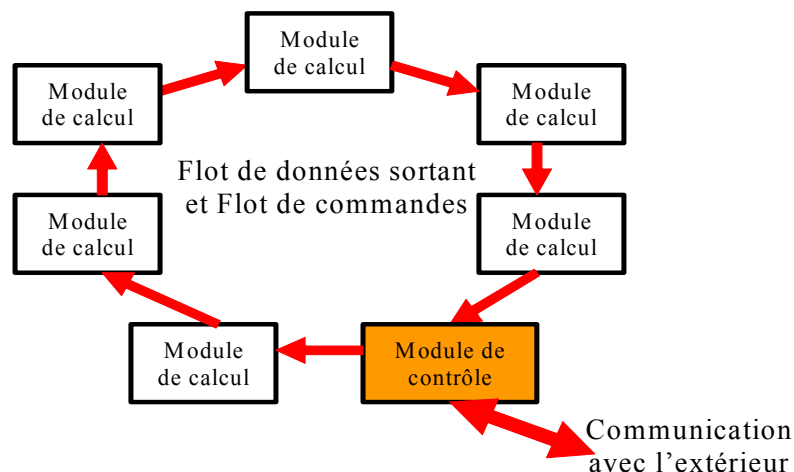 Module
de calcul
Module
de calcul
Module
de calcul
Flot de données sortant
et Flot de commandes
Module
de calcul
Module
de calcul
Module
de calcul
Module de
contrôle
Communication
avec l'extérieur